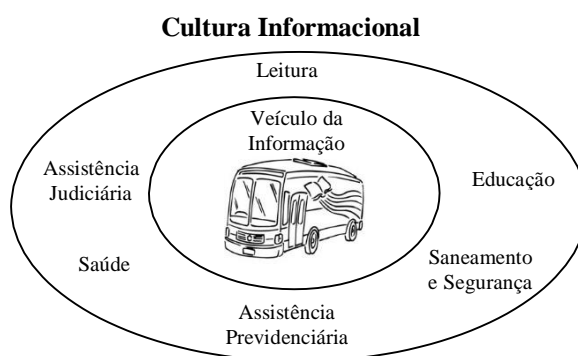 Cultura Informacional
Leitura
Veículo da
Informação
Assistência
Judiciária
Educação
Saúde
Saneamento
e Segurança
Assistência
Previdenciária